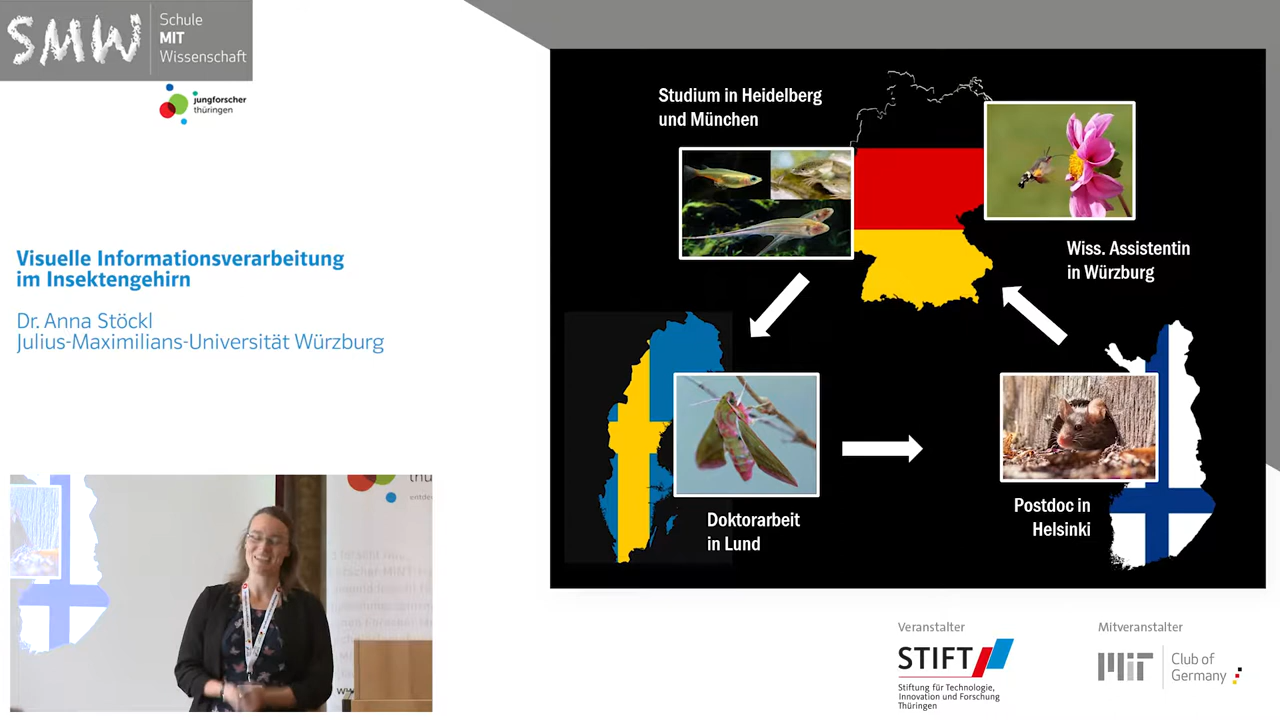 SMW
Schule
MIT
Wissenschaft
jungforscher
thüringen
Visuelle Informationsverarbeitung
im Insektengehirn
Dr. Anna Stöckl
Julius-Maximilians-Universität Würzburg
Studium in Heidelberg
und München
Wiss. Assistentin
in Würzburg
Doktorarbeit
in Lund
Postdoc in
Helsinki
Veranstalter
STIFT
Stiftung für Technologie,
Innovation und Forschung
Thüringen
Mitveranstalter
MIT
Club of
Germany